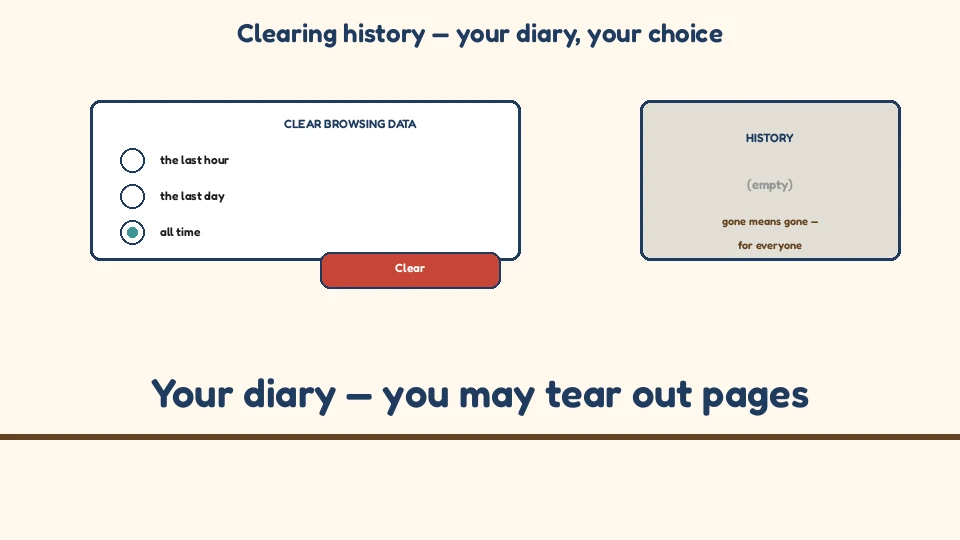 Clearing history — your diary, your choice
CLEAR BROWSING DATA
the last hour
the last day
all time
Clear
HISTORY
(empty)
gone means gone —
for everyone
Your diary — you may tear out pages